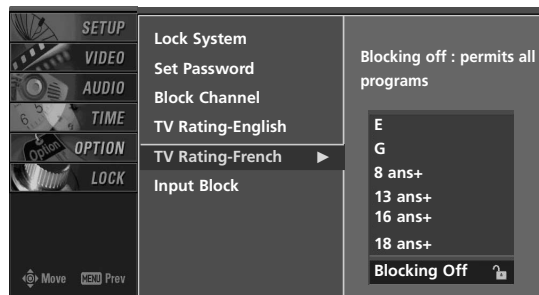 SETUP
VIDEO
AUDIO
TIME
OPTION
LOCK
Move MENU Prev
Lock System
Set Password
Block Channel
TV Rating-English
TV Rating-French
Input Block
Blocking off : permits all
programs
E
G
8 ans+
13 ans+
16 ans+
18 ans+
Blocking Off